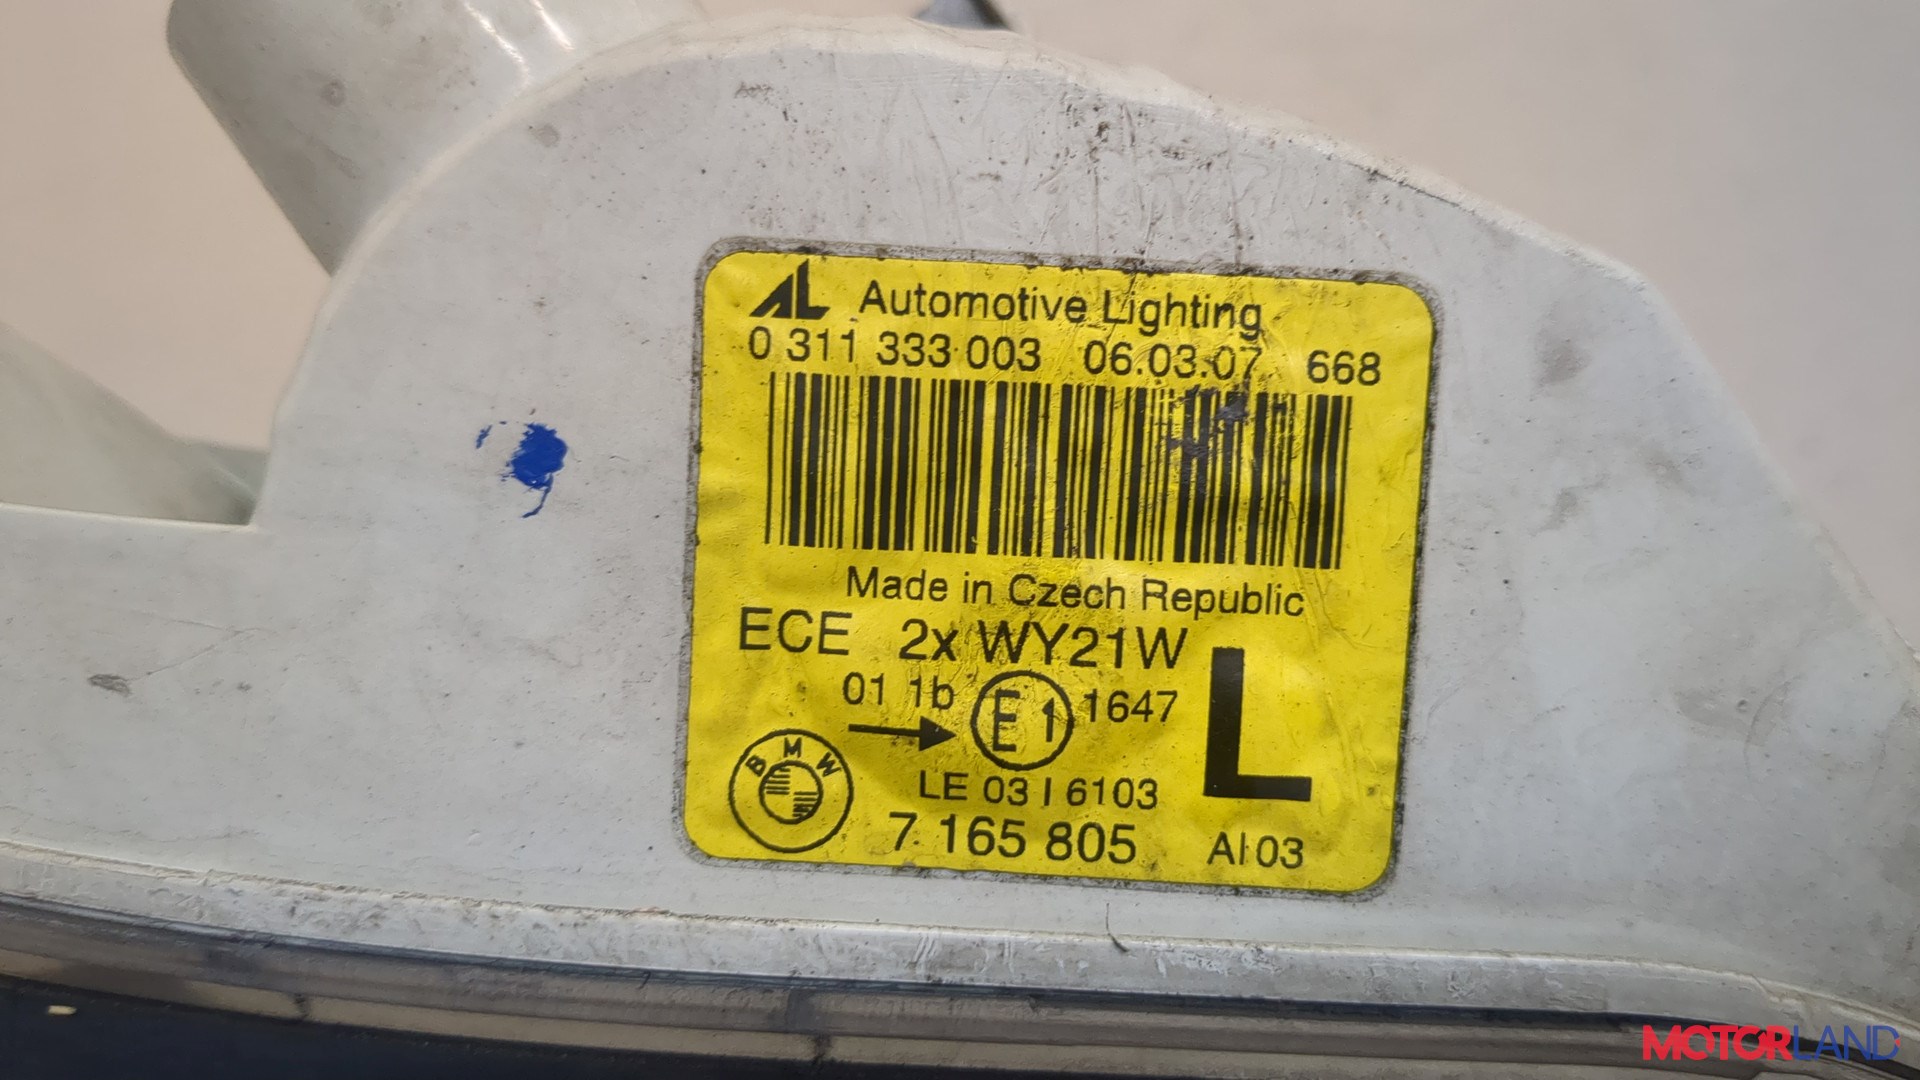 AL Automotive Lighting
0 311 333 003 06.03.07 668
Made in Czech Republic
ECE 2x WY21W
01 1b E1 1647
L
BMW
LE 03 I 6103
7 165 805 AI 03
MOTORLAND